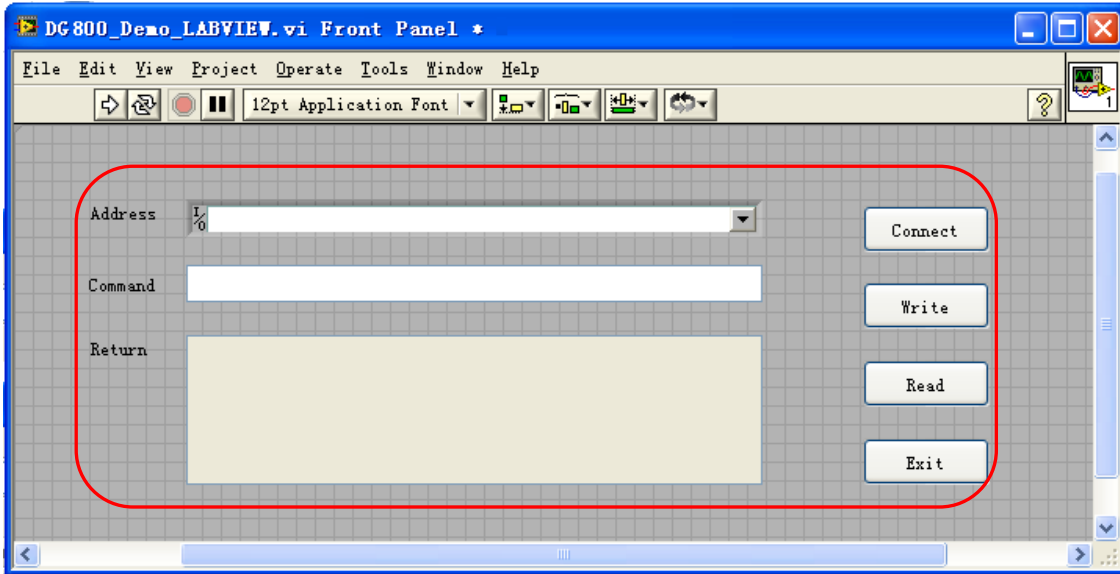 DG800_Demo_LABVIEW.vi Front Panel *
File Edit View Project Operate Tools Window Help
12pt Application Font
?
1
Address
I/O
Connect
Command
Write
Return
Read
Exit